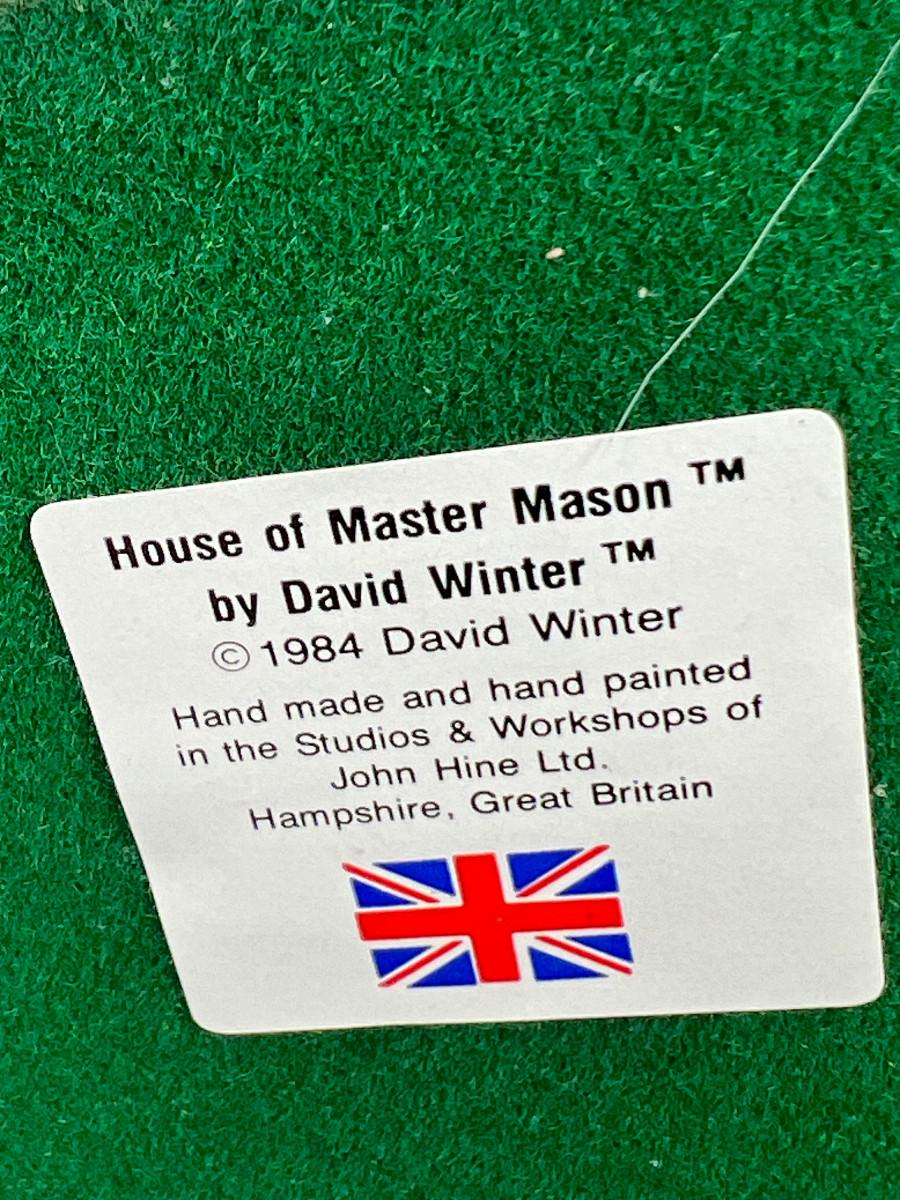 House of Master Mason ™
by David Winter ™
© 1984 David Winter
Hand made and hand painted
in the Studios & Workshops of
John Hine Ltd.
Hampshire, Great Britain